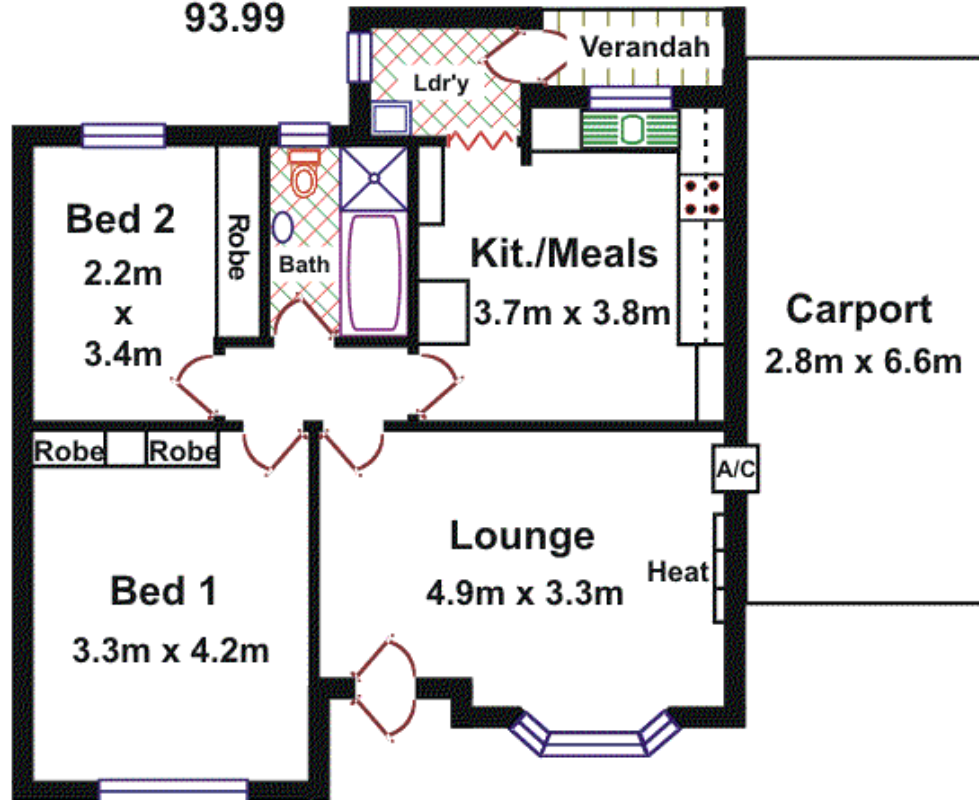 93.99
Verandah
Ldr'y
Bed 2
2.2m
x
3.4m
Robe
Bath
Kit./Meals
3.7m x 3.8m
Carport
2.8m x 6.6m
Robe
Robe
A/C
Lounge
4.9m x 3.3m
Heat
Bed 1
3.3m x 4.2m